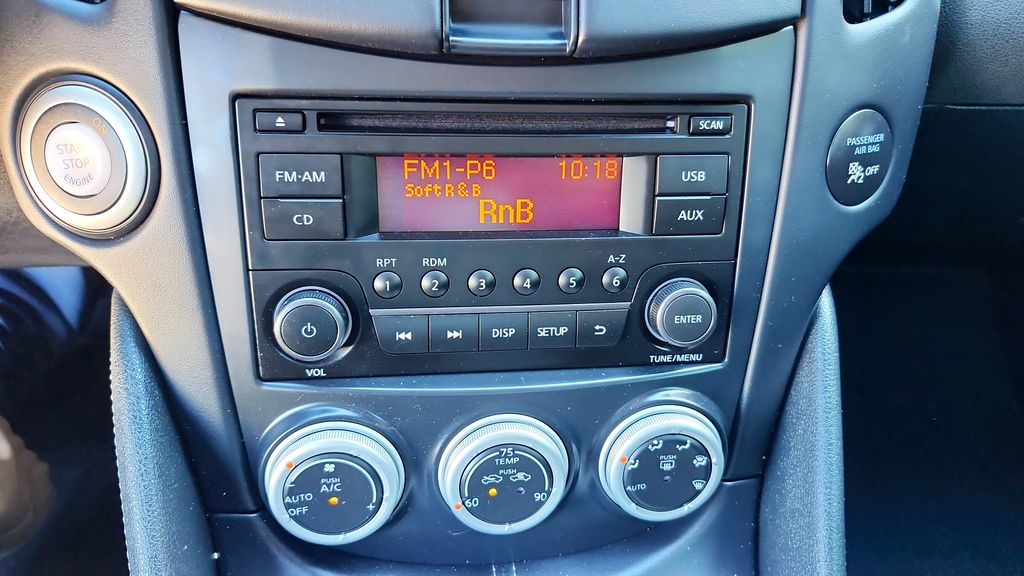 ON
START
STOP
ENGINE
SCAN
FM·AM
CD
FM1-P6 10:18
Soft R & B
RnB
USB
AUX
PASSENGER
AIR BAG
OFF
RPT RDM A-Z
1 2 3 4 5 6
DISP SETUP
VOL
ENTER
TUNE/MENU
PUSH
A/C
AUTO
OFF
+
75
TEMP
PUSH
60 90
PUSH
AUTO